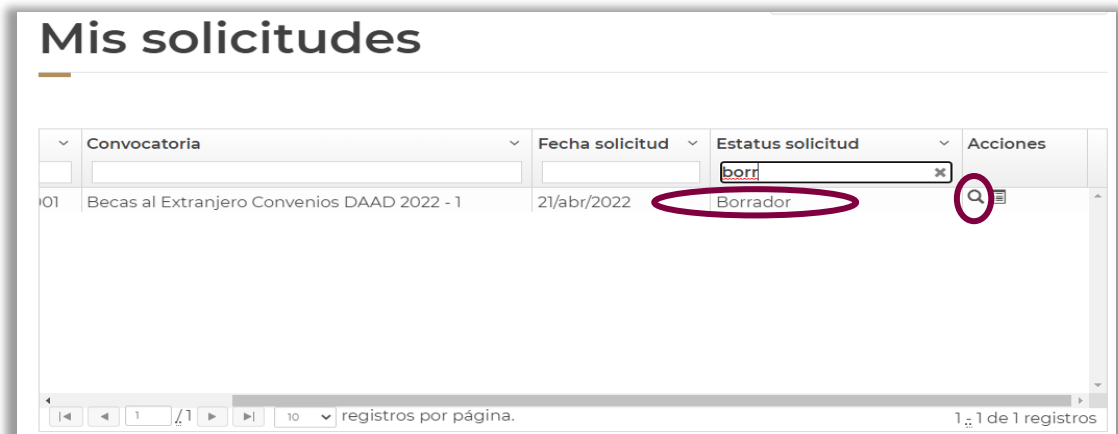 Mis solicitudes
Convocatoria Fecha solicitud Estatus solicitud Acciones
borr
001 Becas al Extranjero Convenios DAAD 2022 - 1 21/abr/2022 Borrador
1 / 1 10 registros por página. 1 - 1 de 1 registros